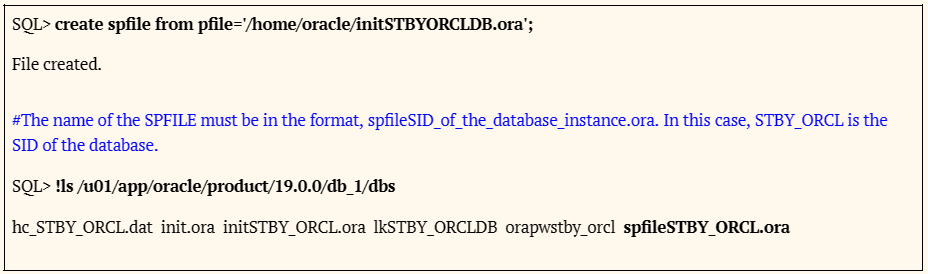 SQL> create spfile from pfile='/home/oracle/initSTBYORCLDB.ora';
File created.
#The name of the SPFILE must be in the format, spfileSID_of_the_database_instance.ora. In this case, STBY_ORCL is the
SID of the database.
SQL> !ls /u01/app/oracle/product/19.0.0/db_1/dbs
hc_STBY_ORCL.dat  init.ora  initSTBY_ORCL.ora  lkSTBY_ORCLDB  orapwstby_orcl  spfileSTBY_ORCL.ora